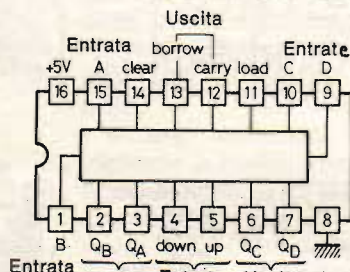 Uscita
Entrata borrow Entrate
+5V A clear carry load C D
16 15 14 13 12 11 10 9
1 2 3 4 5 6 7 8
B QB QA down up QC QD
Entrata